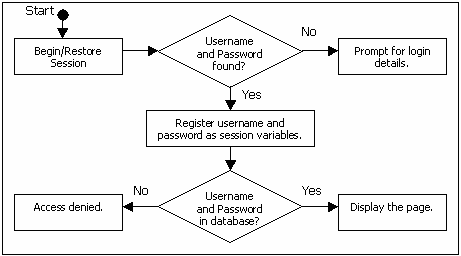 Start
Begin/Restore
Session
Username
and Password
found?
No
Prompt for login
details.
Yes
Register username and
password as session variables.
Username
and Password
in database?
No
Access denied.
Yes
Display the page.